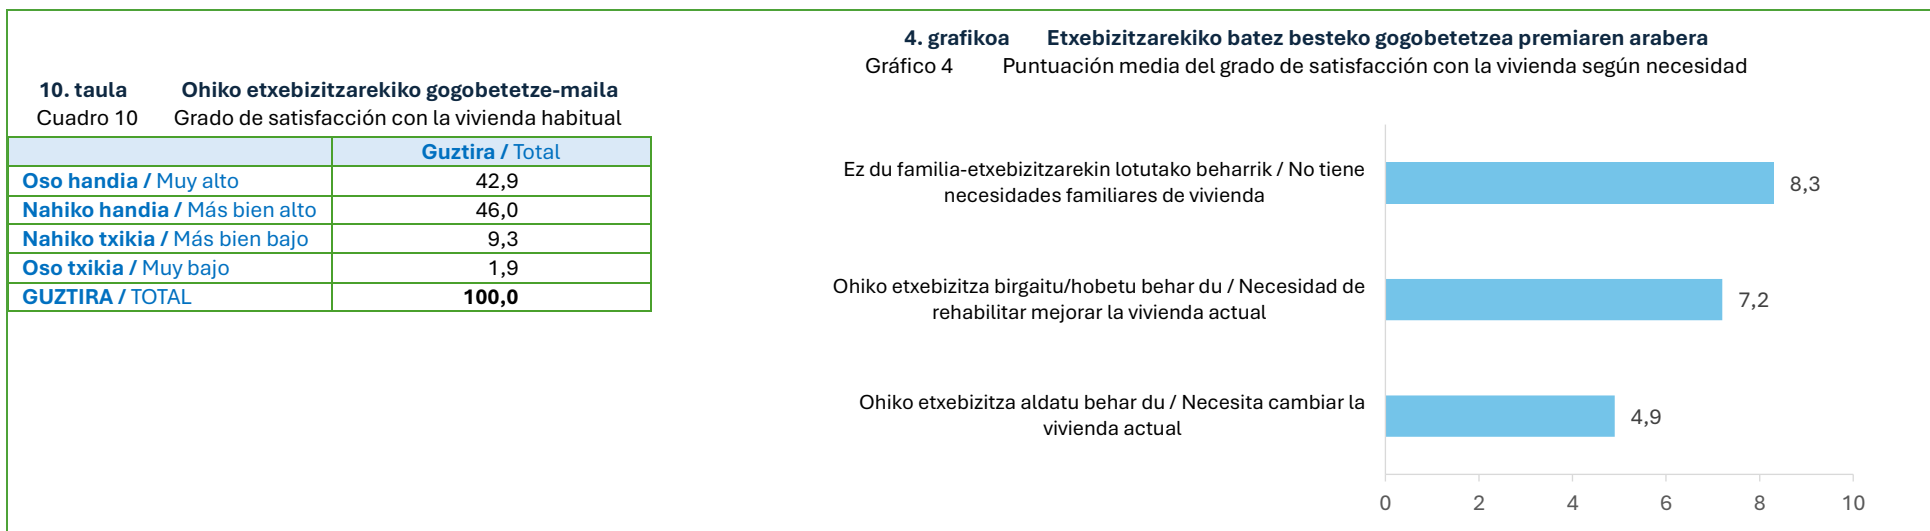 10. taula Ohiko etxebizitzarekiko gogobetetze-maila
Cuadro 10 Grado de satisfacción con la vivienda habitual
Guztira / Total
Oso handia / Muy alto 42,9
Nahiko handia / Más bien alto 46,0
Nahiko txikia / Más bien bajo 9,3
Oso txikia / Muy bajo 1,9
GUZTIRA / TOTAL 100,0
4. grafikoa Etxebizitzarekiko batez besteko gogobetetzea premiaren arabera
Gráfico 4 Puntuación media del grado de satisfacción con la vivienda según necesidad
Ez du familia-etxebizitzarekin lotutako beharrik / No tiene
necesidades familiares de vivienda
8,3
Ohiko etxebizitza birgaitu/hobetu behar du / Necesidad de
rehabilitar mejorar la vivienda actual
7,2
Ohiko etxebizitza aldatu behar du / Necesita cambiar la
vivienda actual
4,9
0 2 4 6 8 10